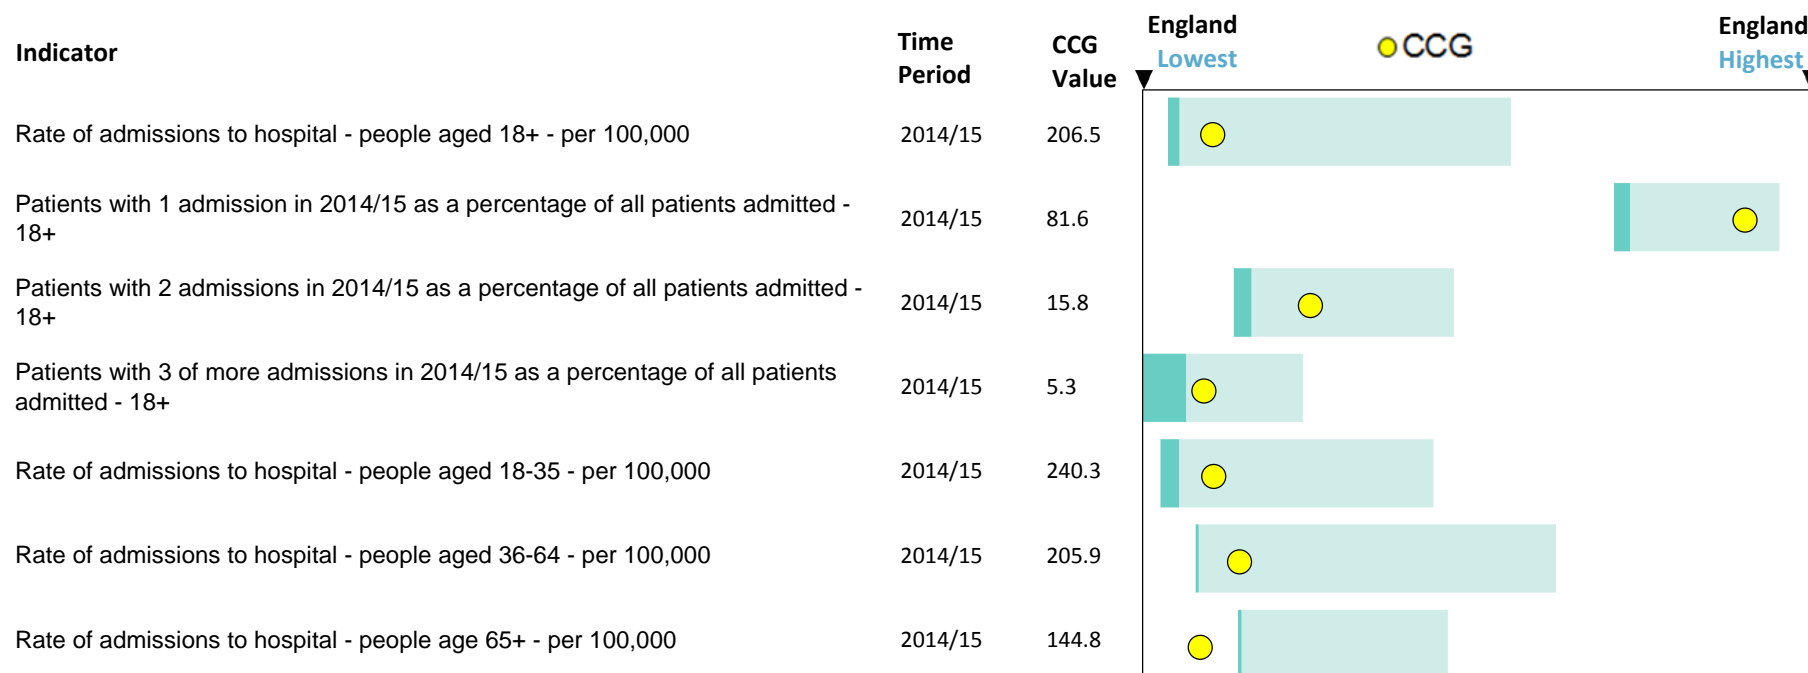 Indicator
Time
Period
CCG
Value
England
Lowest
CCG
England
Highest
Rate of admissions to hospital - people aged 18+ - per 100,000
2014/15
206.5
Patients with 1 admission in 2014/15 as a percentage of all patients admitted -
18+
2014/15
81.6
Patients with 2 admissions in 2014/15 as a percentage of all patients admitted -
18+
2014/15
15.8
Patients with 3 of more admissions in 2014/15 as a percentage of all patients
admitted - 18+
2014/15
5.3
Rate of admissions to hospital - people aged 18-35 - per 100,000
2014/15
240.3
Rate of admissions to hospital - people aged 36-64 - per 100,000
2014/15
205.9
Rate of admissions to hospital - people age 65+ - per 100,000
2014/15
144.8